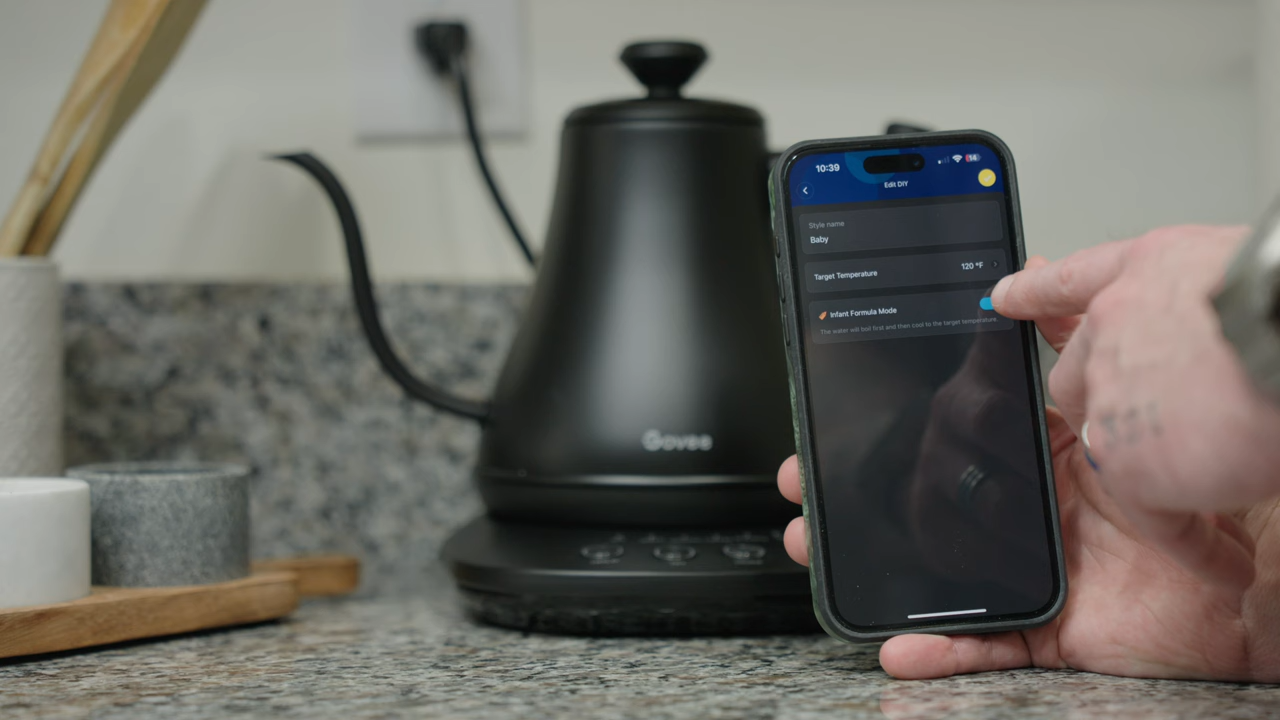 10:39
14
Edit DIY
Style name
Baby
Target Temperature
120 °F
Infant Formula Mode
The water will boil first and then cool to the target temperature
Govee